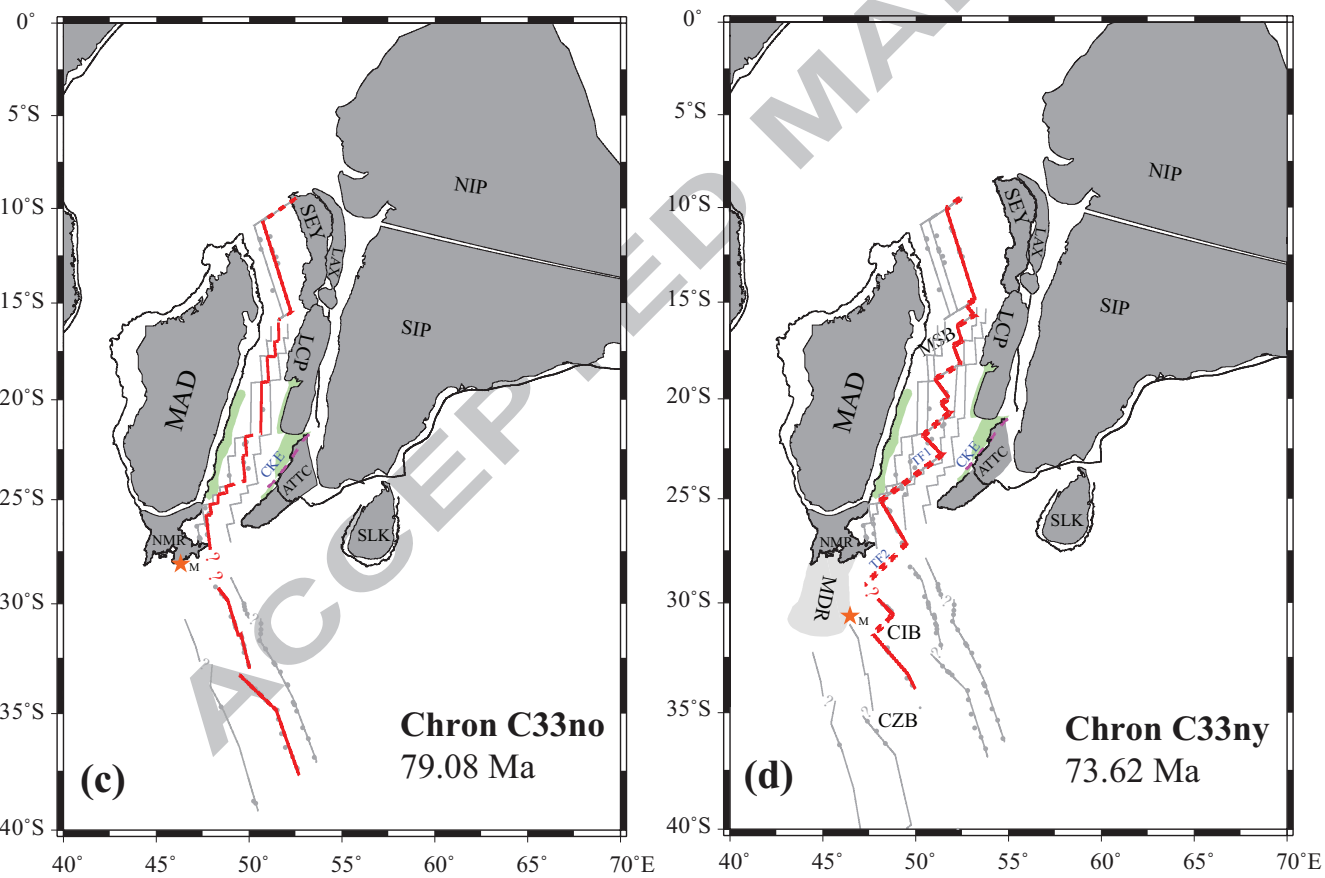 ACCEPTED MA
0˚
5˚S
10˚S
15˚S
20˚S
25˚S
30˚S
35˚S
40˚S
40˚
45˚
50˚
55˚
60˚
65˚
70˚E
NIP
SEY
LAX
SIP
LCP
MAD
CKE
ATTC
SLK
NMR
M
?
?
?
?
Chron C33no
79.08 Ma
(c)
0˚
5˚S
10˚S
15˚S
20˚S
25˚S
30˚S
35˚S
40˚S
40˚
45˚
50˚
55˚
60˚
65˚
70˚E
NIP
SEY
LAX
SIP
MSB
LCP
MAD
TF1
CKE
ATTC
SLK
NMR
TF2
MDR
?
M
?
CIB
?
?
CZB
?
Chron C33ny
73.62 Ma
(d)